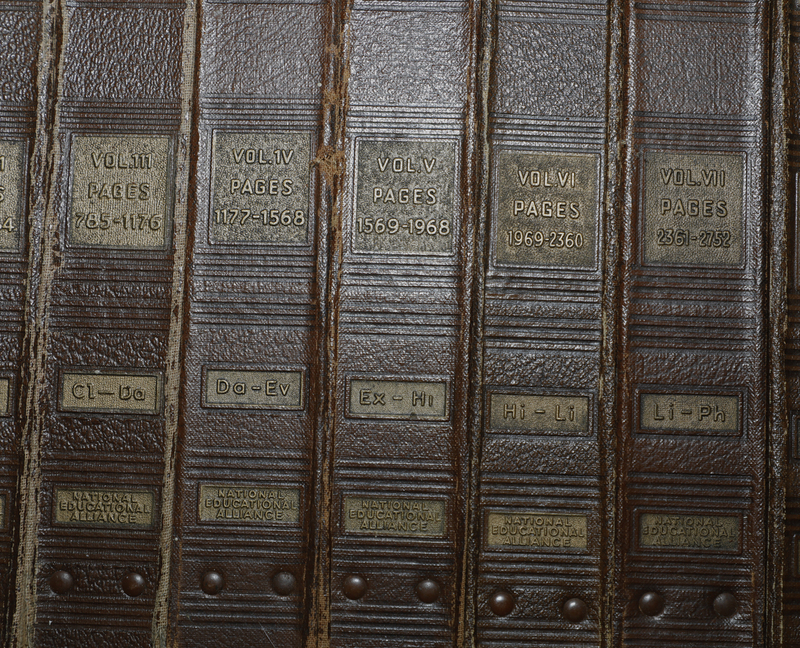 VOL.III
PAGES
785-1176
Cl-Da
NATIONAL
EDUCATIONAL
ALLIANCE
VOL.IV
PAGES
1177-1568
Da-Ev
NATIONAL
EDUCATIONAL
ALLIANCE
VOL.V
PAGES
1569-1968
Ex-Hi
NATIONAL
EDUCATIONAL
ALLIANCE
VOL.VI
PAGES
1969-2360
Hi-Li
NATIONAL
EDUCATIONAL
ALLIANCE
VOL.VII
PAGES
2361-2752
Li-Ph
NATIONAL
EDUCATIONAL
ALLIANCE